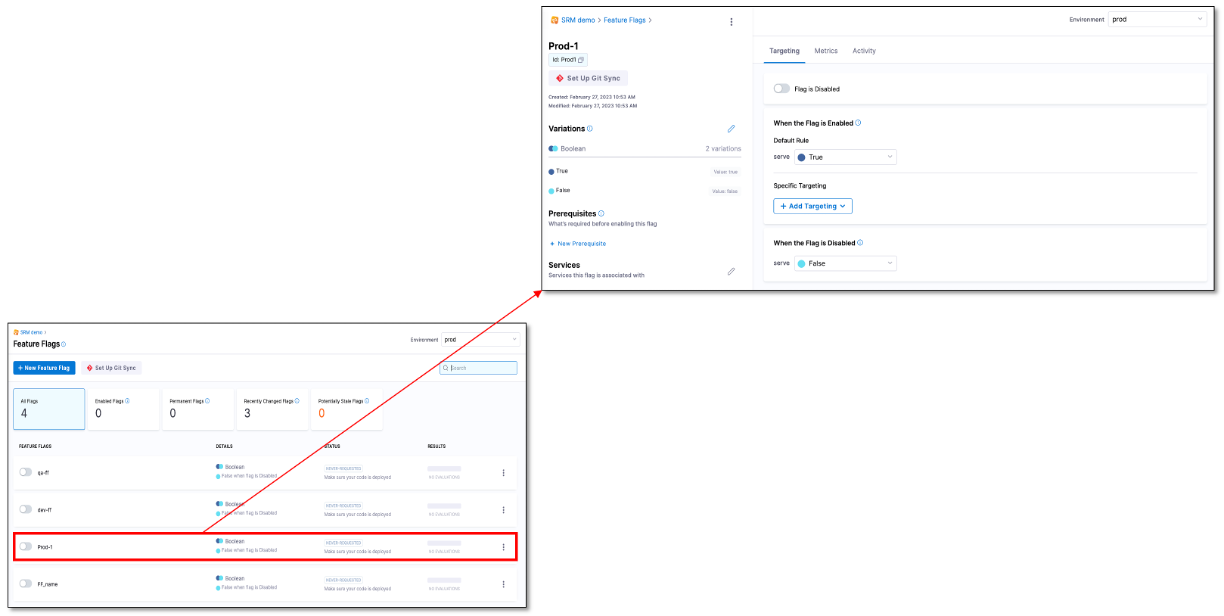 SRM demo > Feature Flags >
Prod-1
Id: Prod1
Set Up Git Sync
Created: February 27, 2023 10:53 AM
Modified: February 27, 2023 10:53 AM
Variations
Boolean 2 variations
True Value: true
False Value: false
Prerequisites
What's required before enabling this flag
+ New Prerequisite
Services
Services this flag is associated with
Environment prod
Targeting Metrics Activity
Flag is Disabled
When the Flag is Enabled
Default Rule
serve True
Specific Targeting
+ Add Targeting
When the Flag is Disabled
serve False
SRM demo >
Feature Flags
Environment prod
+ New Feature Flag Set Up Git Sync Search
All Flags Enabled Flags Permanent Flags Recently Changed Flags Potentially Stale Flags
4 0 0 3 0
FEATURE FLAGS DETAILS STATUS RESULTS
qa-ff
Boolean NEVER REQUESTED
False when flag is Disabled Make sure your code is deployed NO EVALUATIONS
dev-ff
Boolean NEVER REQUESTED
False when flag is Disabled Make sure your code is deployed NO EVALUATIONS
Prod-1
Boolean NEVER REQUESTED
False when flag is Disabled Make sure your code is deployed NO EVALUATIONS
FF_name
Boolean NEVER REQUESTED
False when flag is Disabled Make sure your code is deployed NO EVALUATIONS